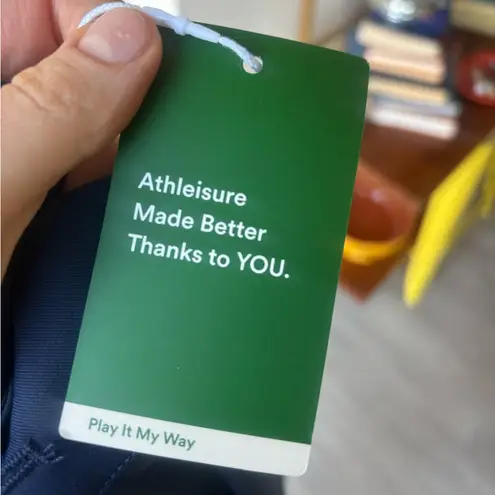 Athleisure
Made Better
Thanks to YOU.
Play It My Way